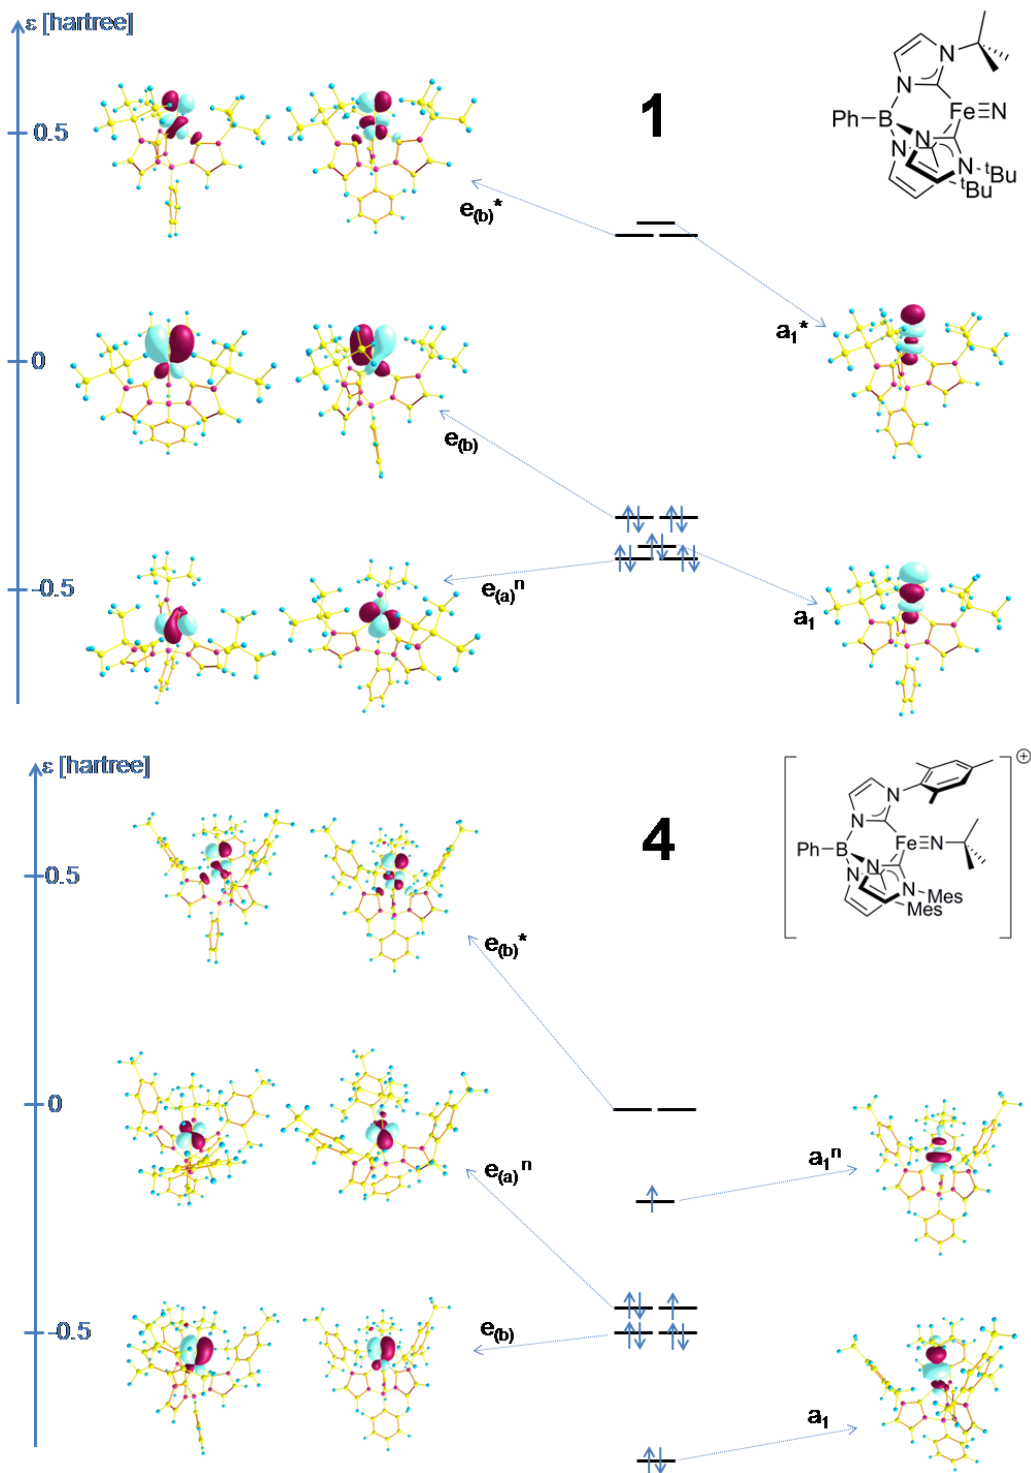 ε [hartree]
1
N
N
Fe≡N
Ph
B
N
N
N
N
tBu
tBu
0.5
e(b)*
a1*
0
e(b)
-0.5
e(a)n
a1
ε [hartree]
4
⊕
N
N
Fe≡N
Ph
B
N
N
N
N
Mes
Mes
0.5
e(b)*
0
a1n
e(a)n
-0.5
e(b)
a1